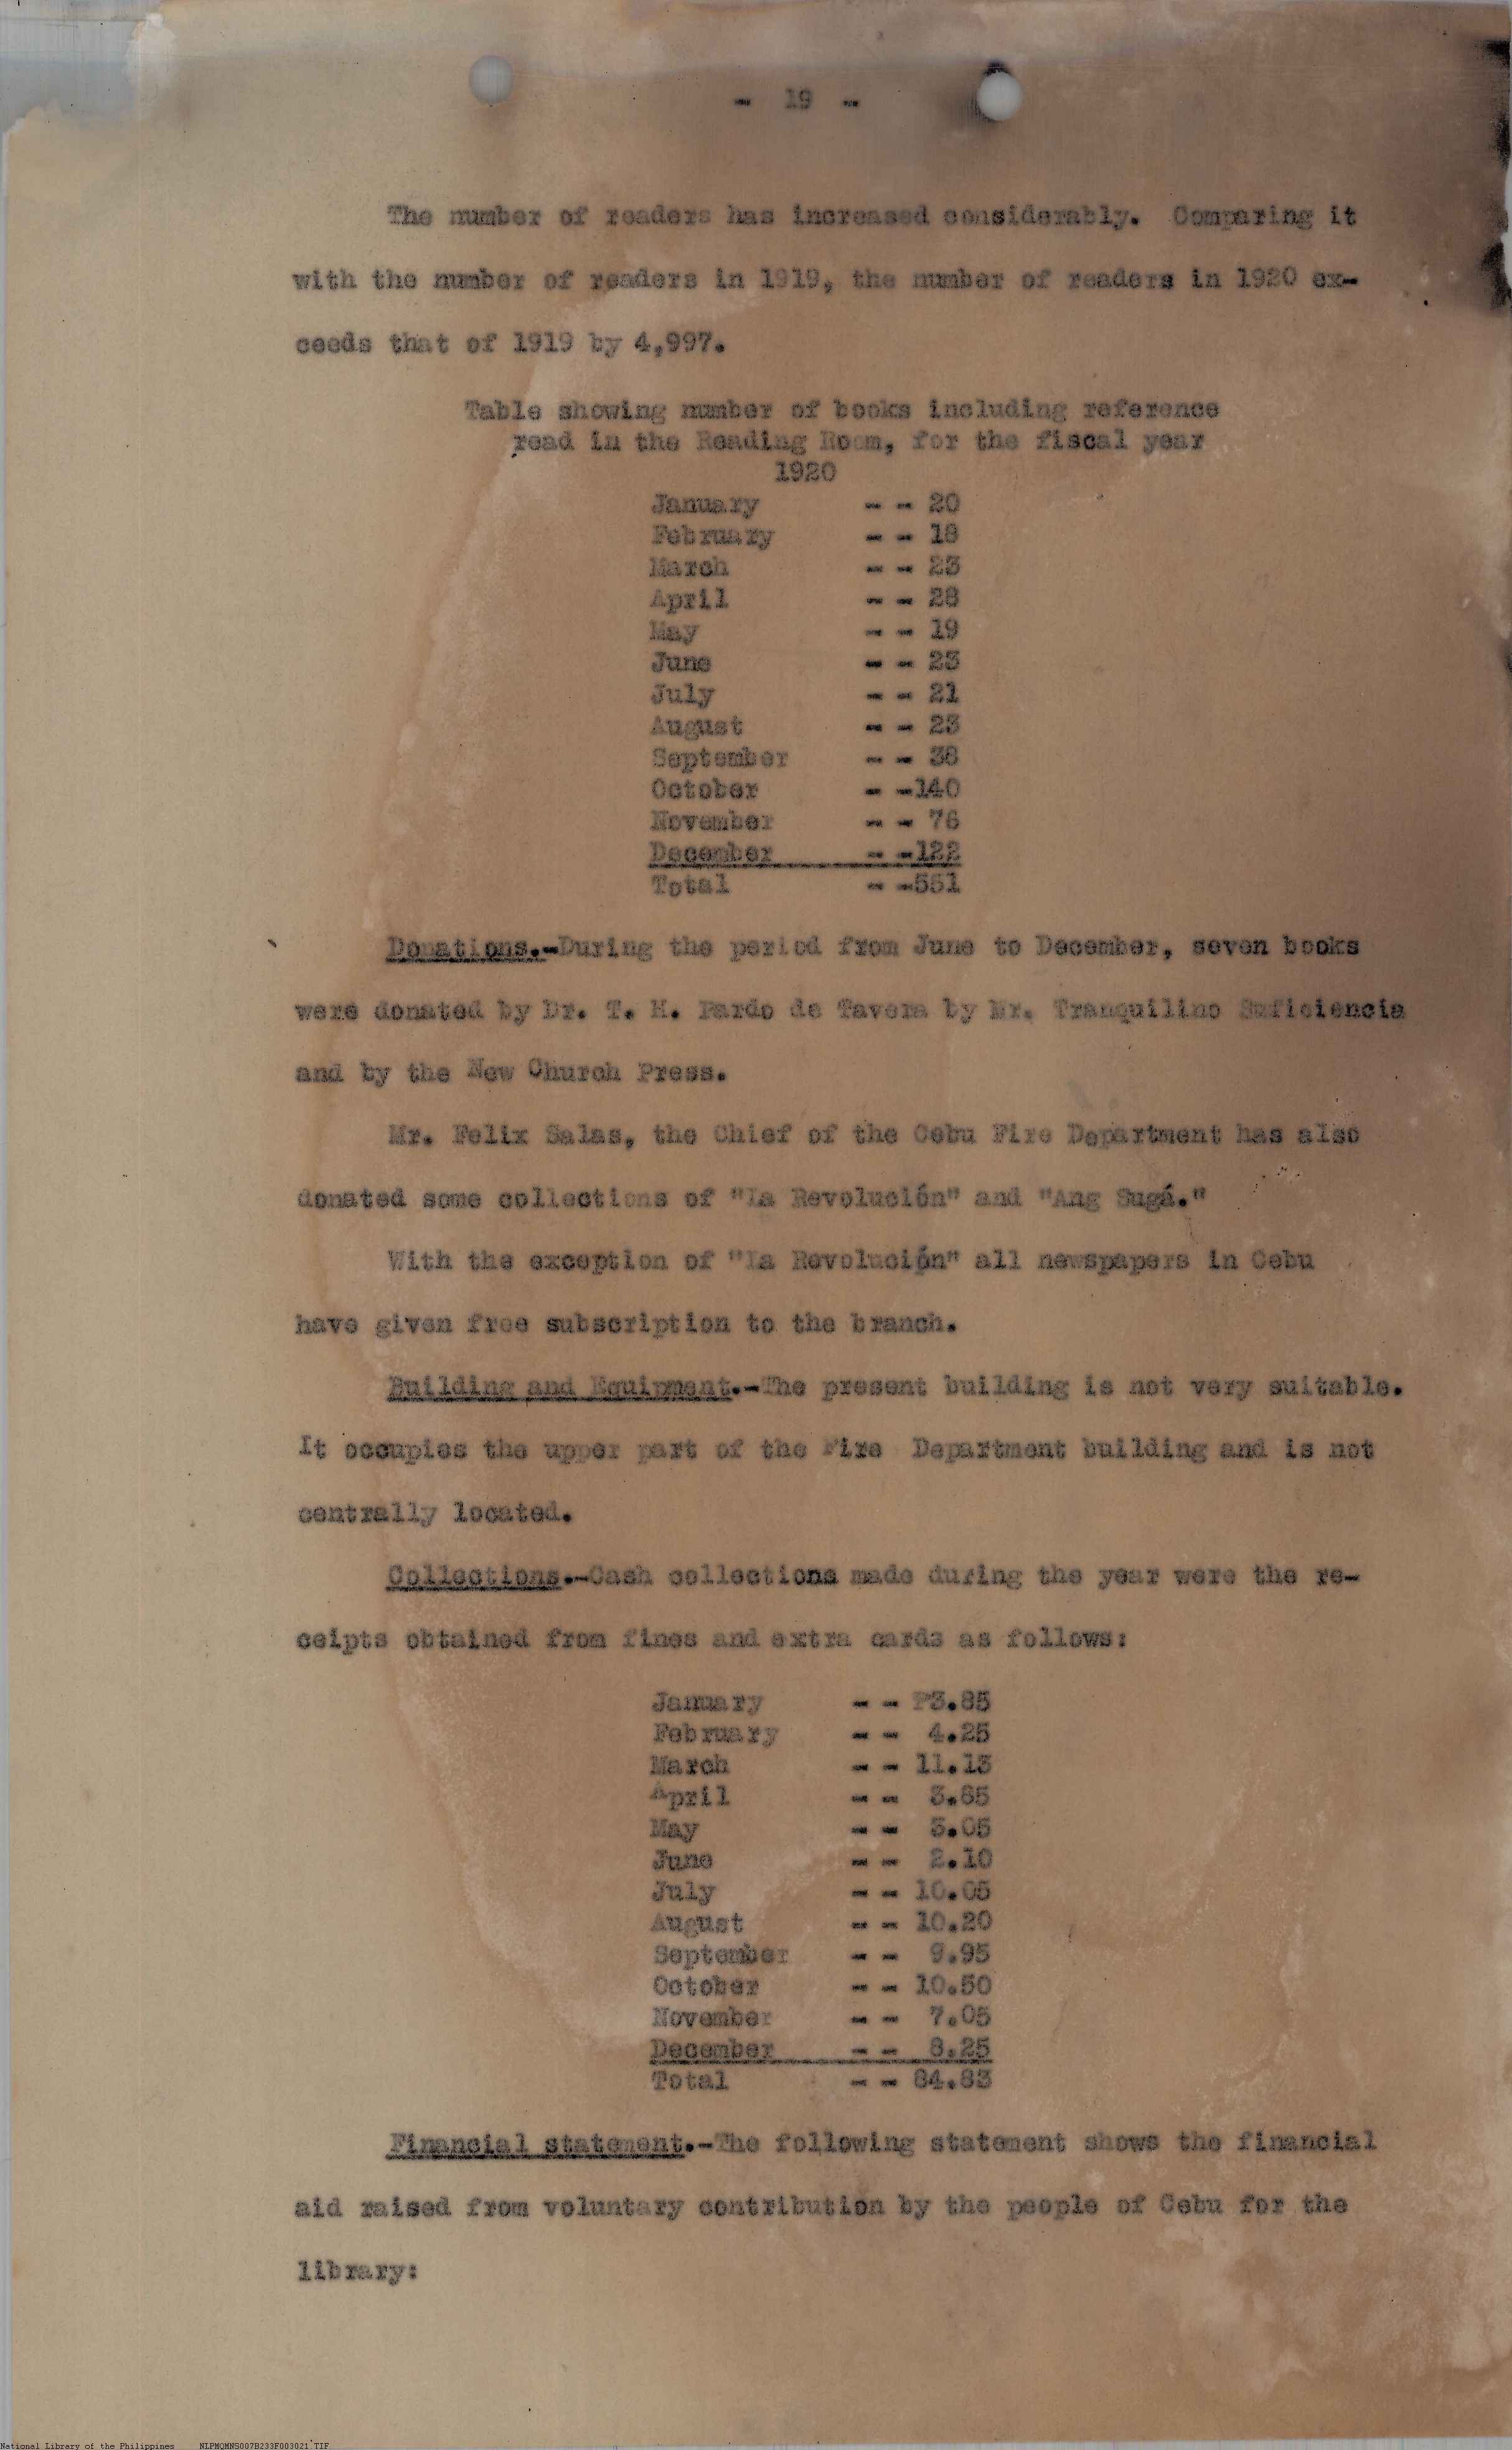 - 19 -
The number of readers has increased considerably. Comparing it
with the number of readers in 1919, the number of readers in 1920 ex-
ceeds that of 1919 by 4,997.
Table showing number of books including reference
read in the Reading Room, for the fiscal year
1920
January - - 20
February - - 18
March - - 23
April - - 28
May - - 19
June - - 23
July - - 21
August - - 23
September - - 38
October - -140
November - - 76
December - -122
Total - -551
Donations.-During the period from June to December, seven books
were donated by Dr. T. H. Pardo de Tavera by Mr. Tranquilino Suficiencia
and by the New Church Press.
Mr. Felix Salas, the Chief of the Cebu Fire Department has also
donated some collections of "La Revolución" and "Ang Sugá."
With the exception of "La Revolución" all newspapers in Cebu
have given free subscription to the branch.
Building and Equipment.-The present building is not very suitable.
It occupies the upper part of the Fire Department building and is not
centrally located.
Collections.-Cash collections made during the year were the re-
ceipts obtained from fines and extra cards as follows:
January - - P3.85
February - - 4.25
March - - 11.13
April - - 3.65
May - - 3.05
June - - 2.10
July - - 10.05
August - - 10.20
September - - 9.95
October - - 10.50
November - - 7.05
December - - 8.25
Total - - 84.83
Financial statement.-The following statement shows the financial
aid raised from voluntary contribution by the people of Cebu for the
library:
National Library of the Philippines NLPMQMNS007B233F003021.TIF